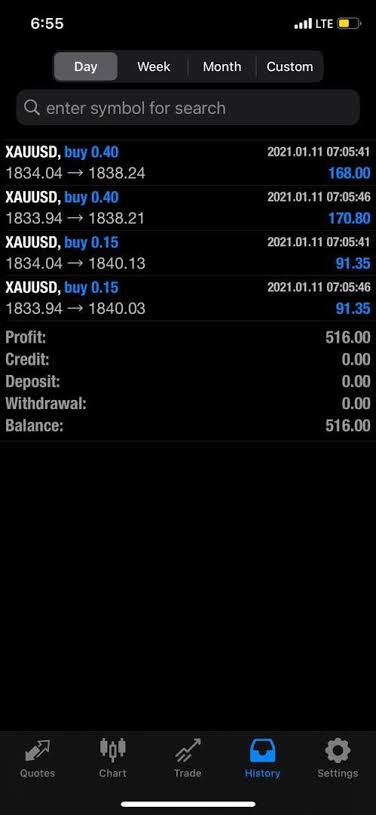 6:55 LTE
Day Week Month Custom
enter symbol for search
XAUUSD, buy 0.40 2021.01.11 07:05:41
1834.04 → 1838.24 168.00
XAUUSD, buy 0.40 2021.01.11 07:05:46
1833.94 → 1838.21 170.80
XAUUSD, buy 0.15 2021.01.11 07:05:41
1834.04 → 1840.13 91.35
XAUUSD, buy 0.15 2021.01.11 07:05:46
1833.94 → 1840.03 91.35
Profit: 516.00
Credit: 0.00
Deposit: 0.00
Withdrawal: 0.00
Balance: 516.00
Quotes Chart Trade History Settings